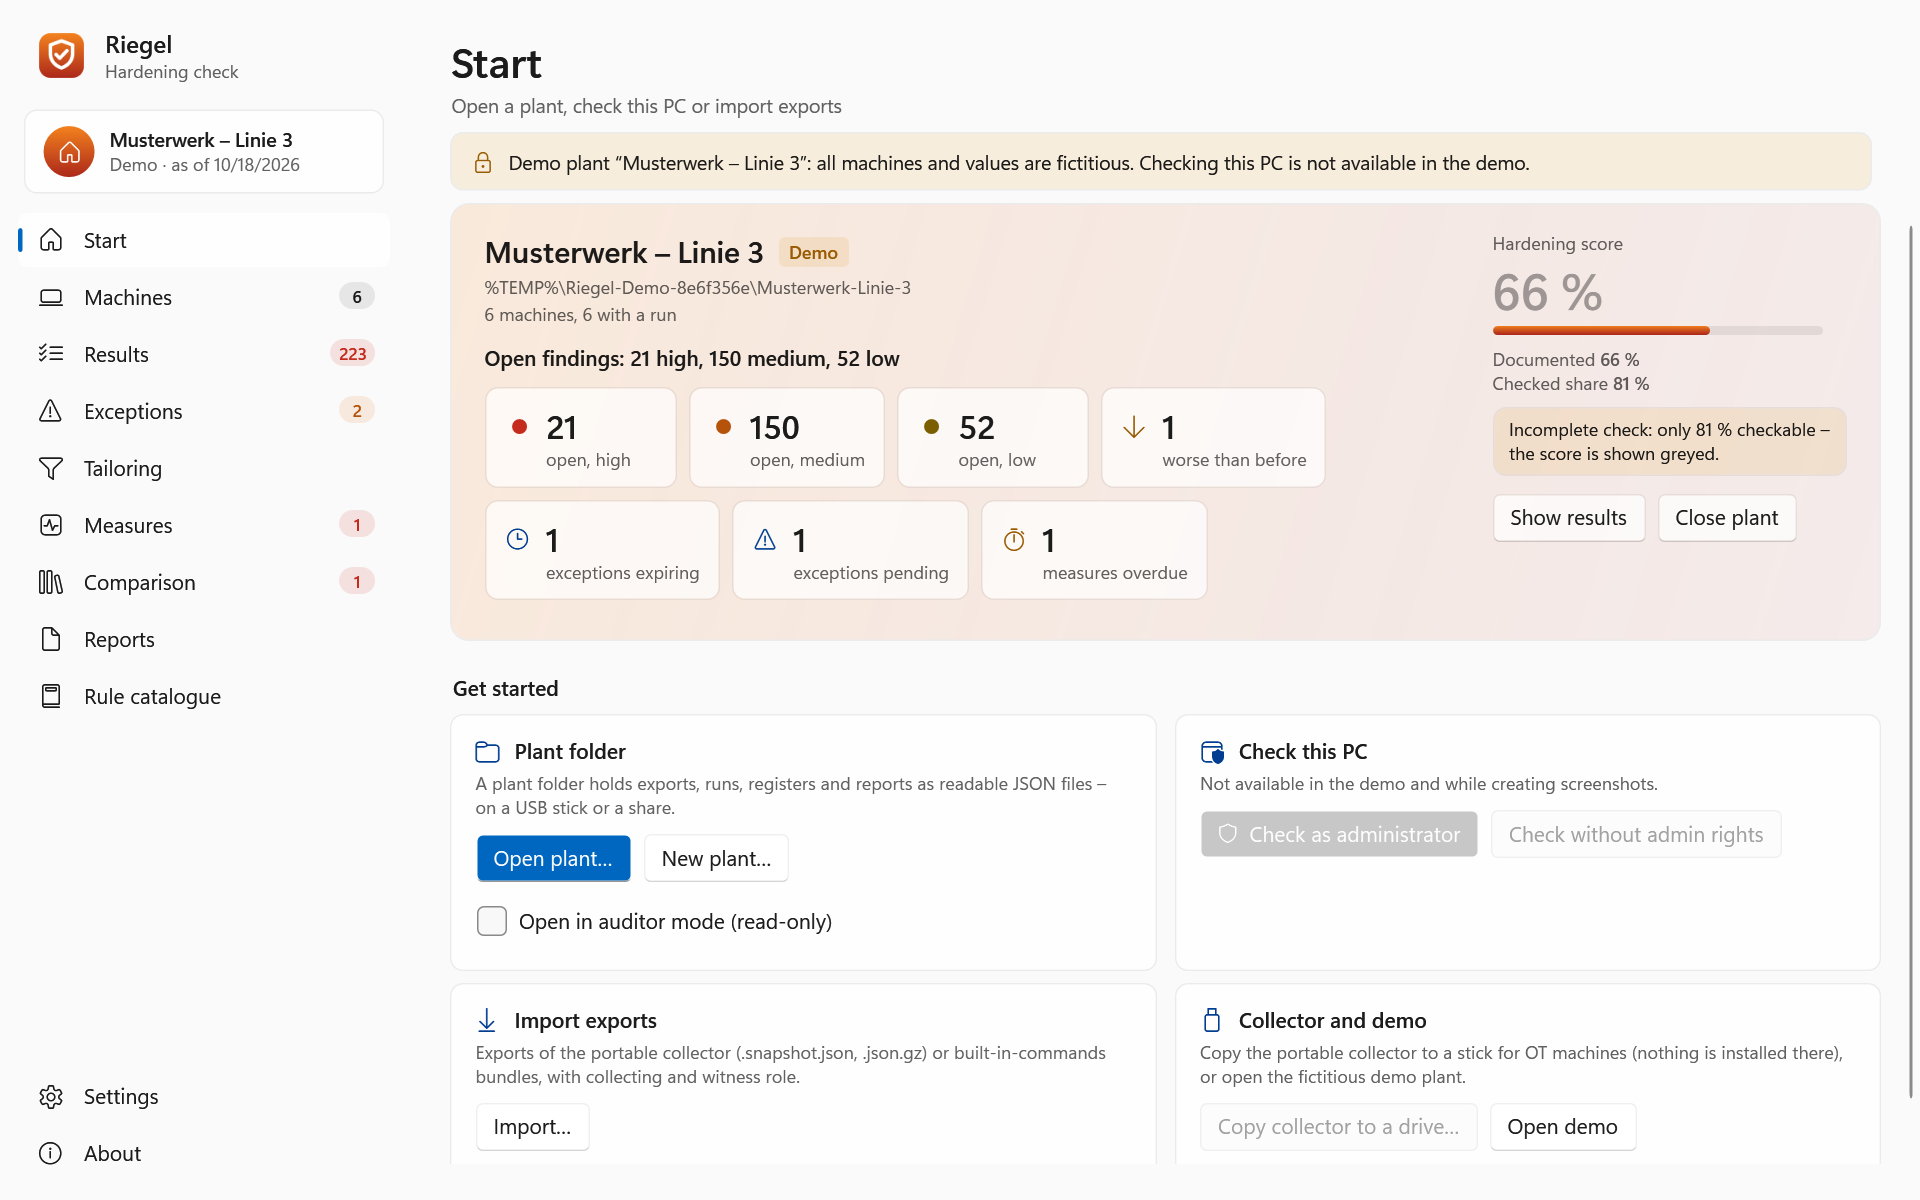 Riegel
Hardening check
Musterwerk – Linie 3
Demo · as of 10/18/2026
Start
Machines 6
Results 223
Exceptions 2
Tailoring
Measures 1
Comparison 1
Reports
Rule catalogue
Settings
About
Start
Open a plant, check this PC or import exports
Demo plant “Musterwerk – Linie 3”: all machines and values are fictitious. Checking this PC is not available in the demo.
Musterwerk – Linie 3 Demo
%TEMP%\Riegel-Demo-8e6f356e\Musterwerk-Linie-3
6 machines, 6 with a run
Open findings: 21 high, 150 medium, 52 low
21
open, high
150
open, medium
52
open, low
1
worse than before
1
exceptions expiring
1
exceptions pending
1
measures overdue
Hardening score
66 %
Documented 66 %
Checked share 81 %
Incomplete check: only 81 % checkable –
the score is shown greyed.
Show results
Close plant
Get started
Plant folder
A plant folder holds exports, runs, registers and reports as readable JSON files –
on a USB stick or a share.
Open plant...
New plant...
Open in auditor mode (read-only)
Check this PC
Not available in the demo and while creating screenshots.
Check as administrator
Check without admin rights
Import exports
Exports of the portable collector (.snapshot.json, .json.gz) or built-in-commands
bundles, with collecting and witness role.
Import...
Collector and demo
Copy the portable collector to a stick for OT machines (nothing is installed there),
or open the fictitious demo plant.
Copy collector to a drive...
Open demo